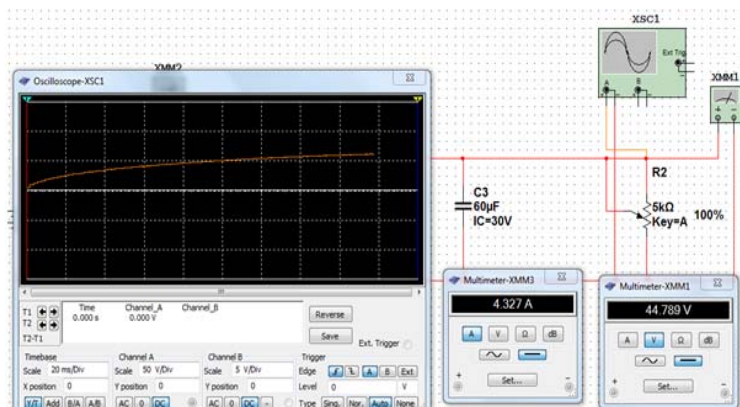 XSC1
Ext Trig
A B
XMM1
XMM2
Oscilloscope-XSC1
R2
5kΩ
Key=A
100%
C3
60µF
IC=30V
Multimeter-XMM3
4.327 A
A V Ω dB
Set...
Multimeter-XMM1
44.789 V
A V Ω dB
Set...
T1
T2
T2-T1
Time Channel_A Channel_B
0.000 s 0.000 V
Reverse
Save
Ext. Trigger
Timebase
Scale 20 ms/Div
X position 0
Y/T Add B/A A/B
Channel A
Scale 50 V/Div
Y position 0
AC 0 DC
Channel B
Scale 5 V/Div
Y position 0
AC 0 DC -
Trigger
Edge A B Ext
Level 0 V
Type Sing. Nor. Auto None